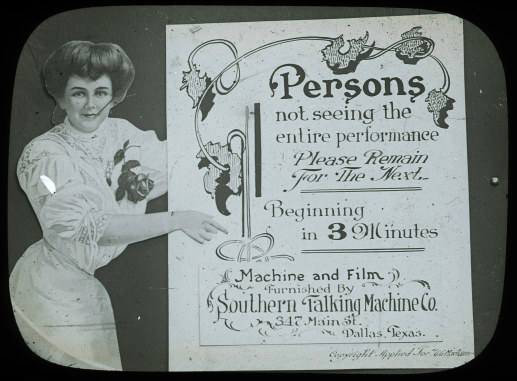 Persons
not seeing the
entire performance
Please Remain
For The Next.
Beginning
in 3 Minutes
Machine and Film
Furnished By
Southern Talking Machine Co.
347 Main St.
Dallas, Texas.
Copyright Applied For